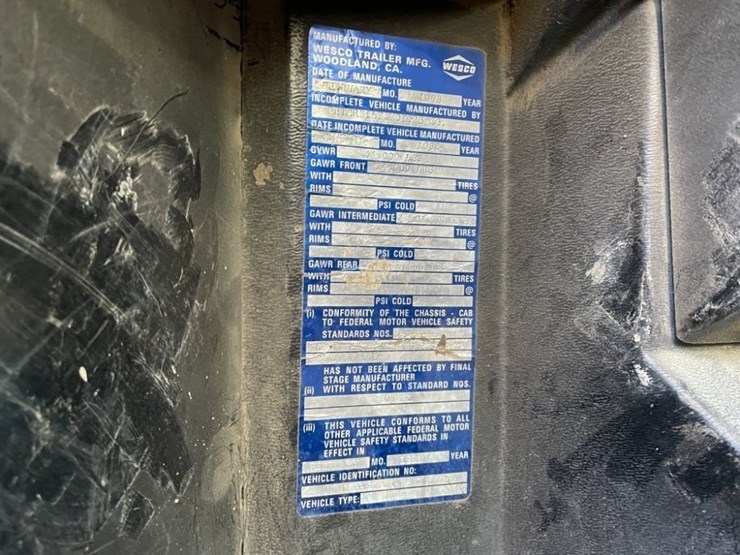 MANUFACTURED BY:
WESCO TRAILER MFG.
WOODLAND, CA.
WESCO
DATE OF MANUFACTURE
MO. YEAR
INCOMPLETE VEHICLE MANUFACTURED BY
DATE INCOMPLETE VEHICLE MANUFACTURED
MO. YEAR
GVWR
GAWR FRONT
WITH TIRES
RIMS @
PSI COLD
GAWR INTERMEDIATE
WITH TIRES
RIMS @
PSI COLD
GAWR REAR
WITH TIRES
RIMS @
PSI COLD
(i) CONFORMITY OF THE CHASSIS - CAB
TO FEDERAL MOTOR VEHICLE SAFETY
STANDARDS NOS.
HAS NOT BEEN AFFECTED BY FINAL
STAGE MANUFACTURER
(ii) WITH RESPECT TO STANDARD NOS.
(iii) THIS VEHICLE CONFORMS TO ALL
OTHER APPLICABLE FEDERAL MOTOR
VEHICLE SAFETY STANDARDS IN
EFFECT IN
MO. YEAR
VEHICLE IDENTIFICATION NO:
VEHICLE TYPE: